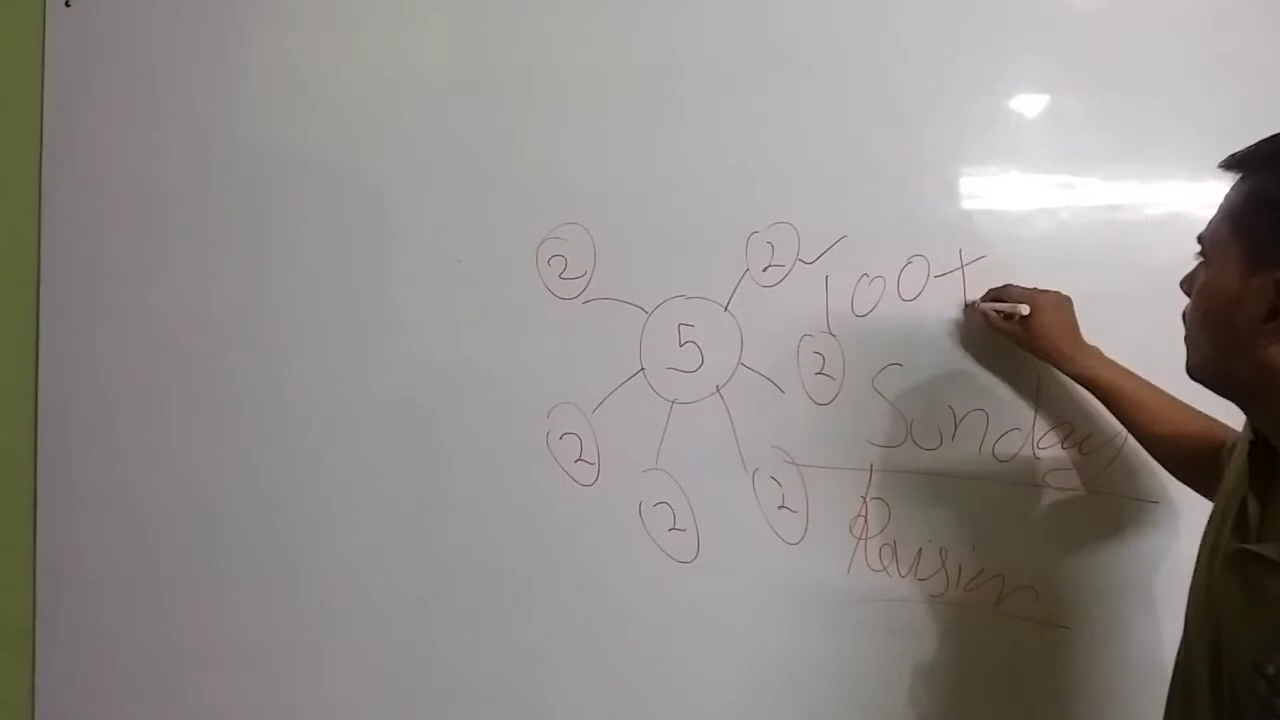 2 2
100+
5 2
Sunday
2 2 2
Revision